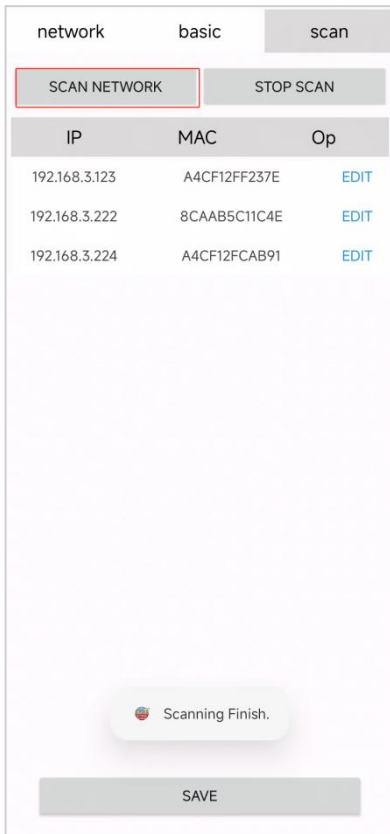 network basic scan
SCAN NETWORK STOP SCAN
IP MAC Op
192.168.3.123 A4CF12FF237E EDIT
192.168.3.222 8CAAB5C11C4E EDIT
192.168.3.224 A4CF12FCAB91 EDIT
Scanning Finish.
SAVE